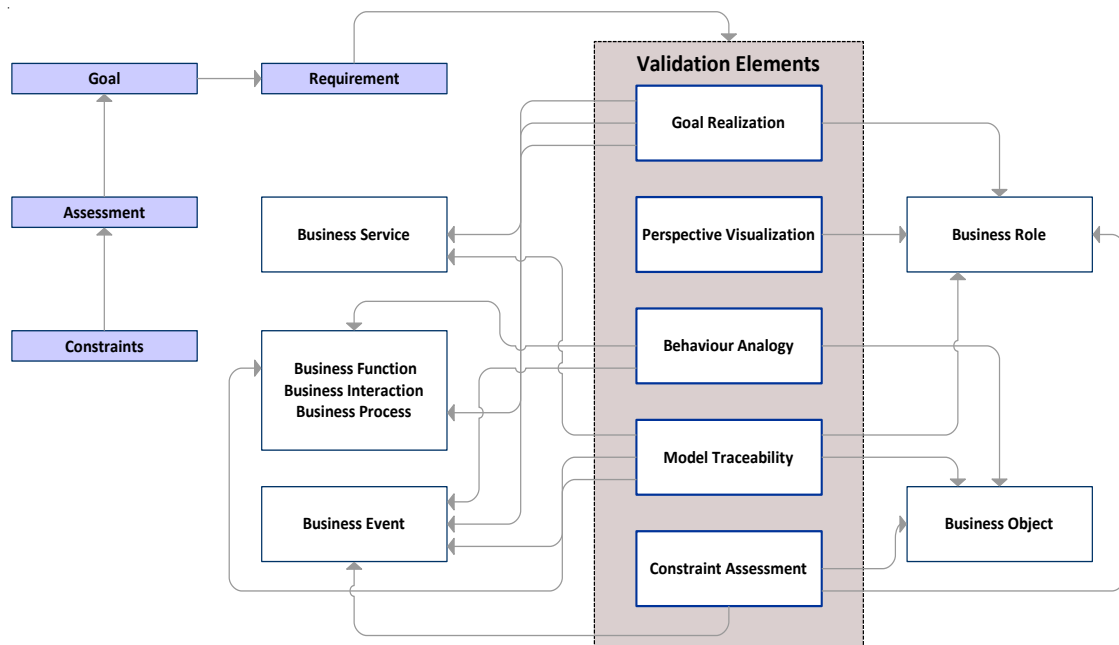 Validation Elements
Goal
Requirement
Goal Realization
Assessment
Business Service
Perspective Visualization
Business Role
Constraints
Business Function
Business Interaction
Business Process
Behaviour Analogy
Model Traceability
Business Event
Business Object
Constraint Assessment